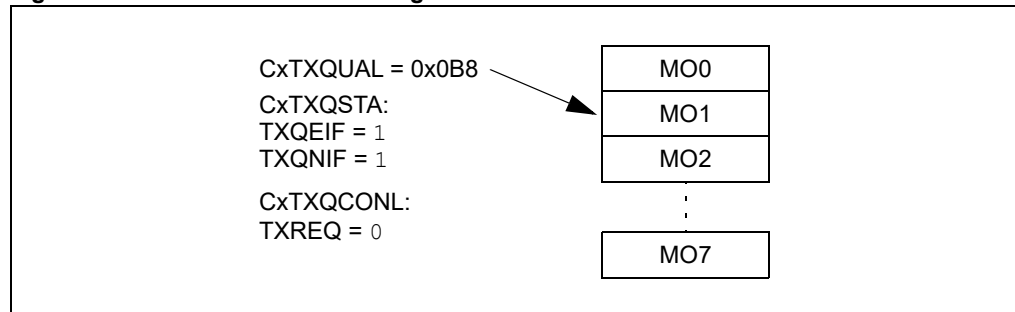 CxTXQUAL = 0x0B8
CxTXQSTA:
TXQEIF = 1
TXQNIF = 1
CxTXQCONL:
TXREQ = 0
MO0
MO1
MO2
MO7